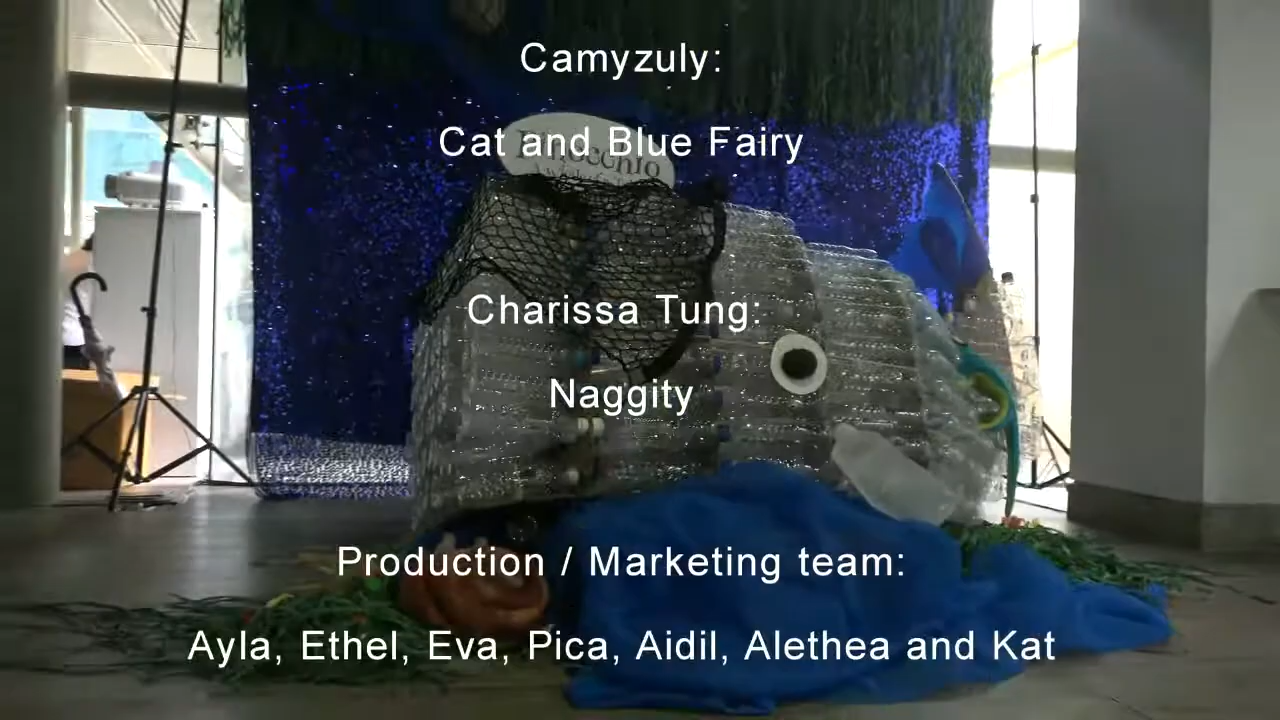 Camyzuly:
Cat and Blue Fairy
Pinocchio
Charissa Tung:
Naggity
Production / Marketing team:
Ayla, Ethel, Eva, Pica, Aidil, Alethea and Kat